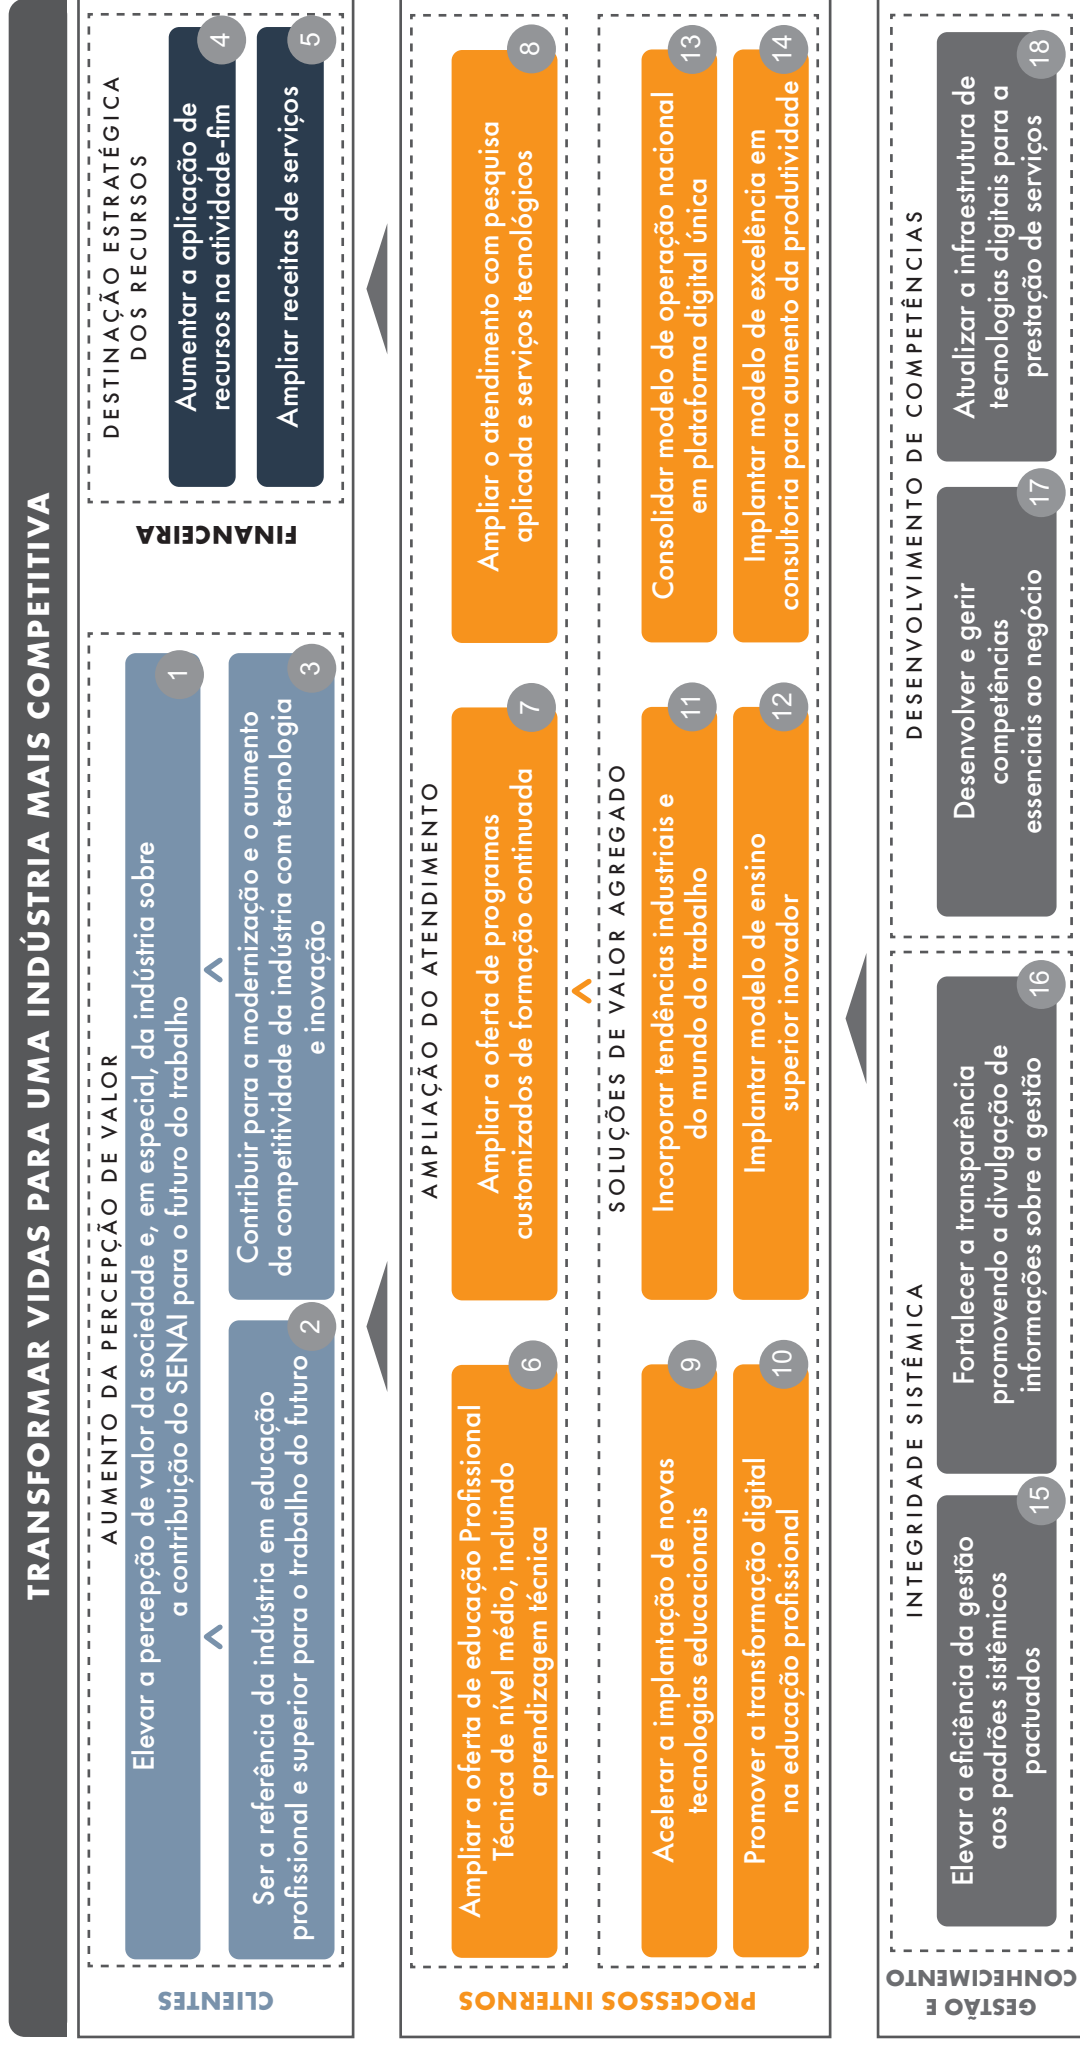 TRANSFORMAR VIDAS PARA UMA INDÚSTRIA MAIS COMPETITIVA
CLIENTES
AUMENTO DA PERCEPÇÃO DE VALOR
Elevar a percepção de valor da sociedade e, em especial, da indústria sobre
a contribuição do SENAI para o futuro do trabalho
1
Ser a referência da indústria em educação
profissional e superior para o trabalho do futuro
2
Contribuir para a modernização e o aumento
da competitividade da indústria com tecnologia
e inovação
3
FINANCEIRA
DESTINAÇÃO ESTRATÉGICA
DOS RECURSOS
Aumentar a aplicação de
recursos na atividade-fim
4
Ampliar receitas de serviços
5
PROCESSOS INTERNOS
AMPLIAÇÃO DO ATENDIMENTO
Ampliar a oferta de educação Profissional
Técnica de nível médio, incluindo
aprendizagem técnica
6
Ampliar a oferta de programas
customizados de formação continuada
7
Ampliar o atendimento com pesquisa
aplicada e serviços tecnológicos
8
SOLUÇÕES DE VALOR AGREGADO
Acelerar a implantação de novas
tecnologias educacionais
9
Promover a transformação digital
na educação profissional
10
Incorporar tendências industriais e
do mundo do trabalho
11
Implantar modelo de ensino
superior inovador
12
Consolidar modelo de operação nacional
em plataforma digital única
13
Implantar modelo de excelência em
consultoria para aumento da produtividade
14
GESTÃO E
CONHECIMENTO
INTEGRIDADE SISTÊMICA
Elevar a eficiência da gestão
aos padrões sistêmicos
pactuados
15
Fortalecer a transparência
promovendo a divulgação de
informações sobre a gestão
16
DESENVOLVIMENTO DE COMPETÊNCIAS
Desenvolver e gerir
competências
essenciais ao negócio
17
Atualizar a infraestrutura de
tecnologias digitais para a
prestação de serviços
18